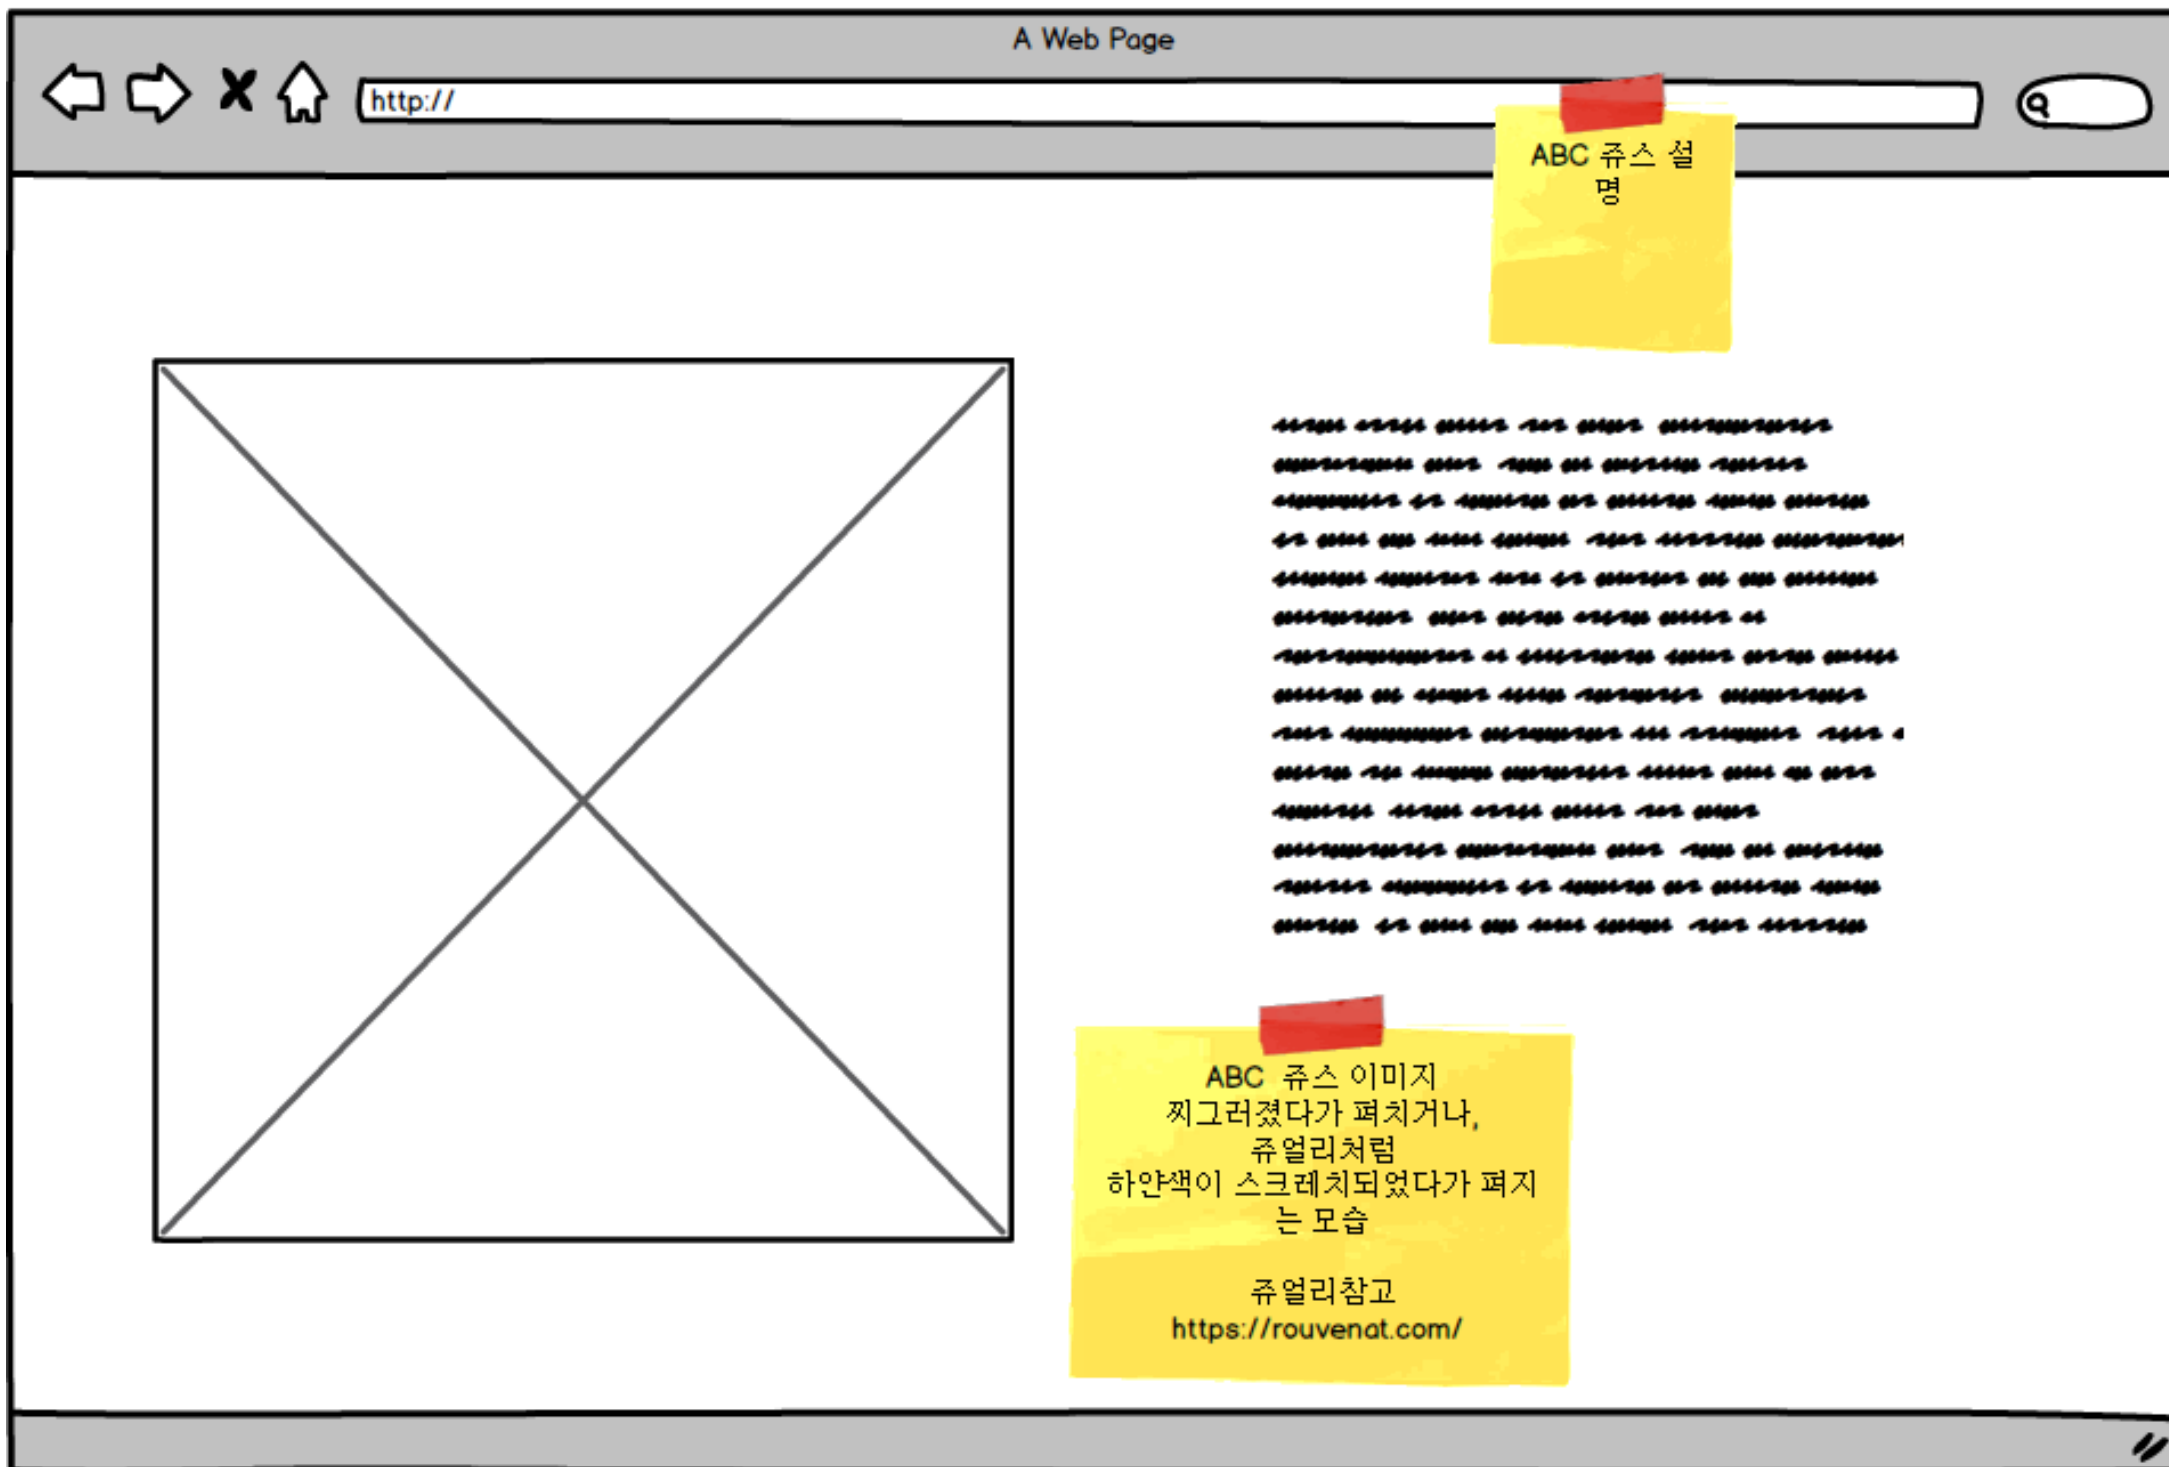 A Web Page
http://
ABC 쥬스 설
명
ABC 쥬스 이미지
찌그러졌다가 펴치거나,
쥬얼리처럼
하얀색이 스크레치되었다가 펴지
는 모습
쥬얼리참고
https://rouvenat.com/